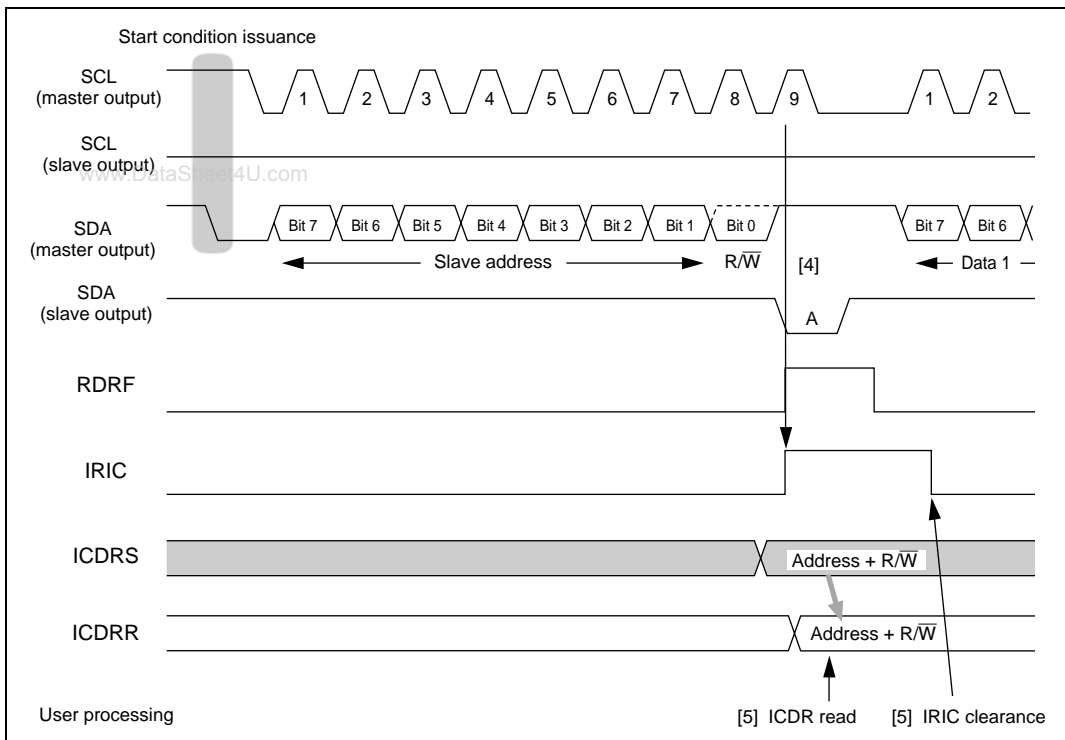 Start condition issuance
SCL
(master output)
1 2 3 4 5 6 7 8 9 1 2
SCL
(slave output)
www.DataSheet4U.com
SDA
(master output)
Bit 7 Bit 6 Bit 5 Bit 4 Bit 3 Bit 2 Bit 1 Bit 0 Bit 7 Bit 6
Slave address R/W̅ [4] Data 1
SDA
(slave output)
A
RDRF
IRIC
ICDRS
Address + R/W̅
ICDRR
Address + R/W̅
User processing
[5] ICDR read
[5] IRIC clearance